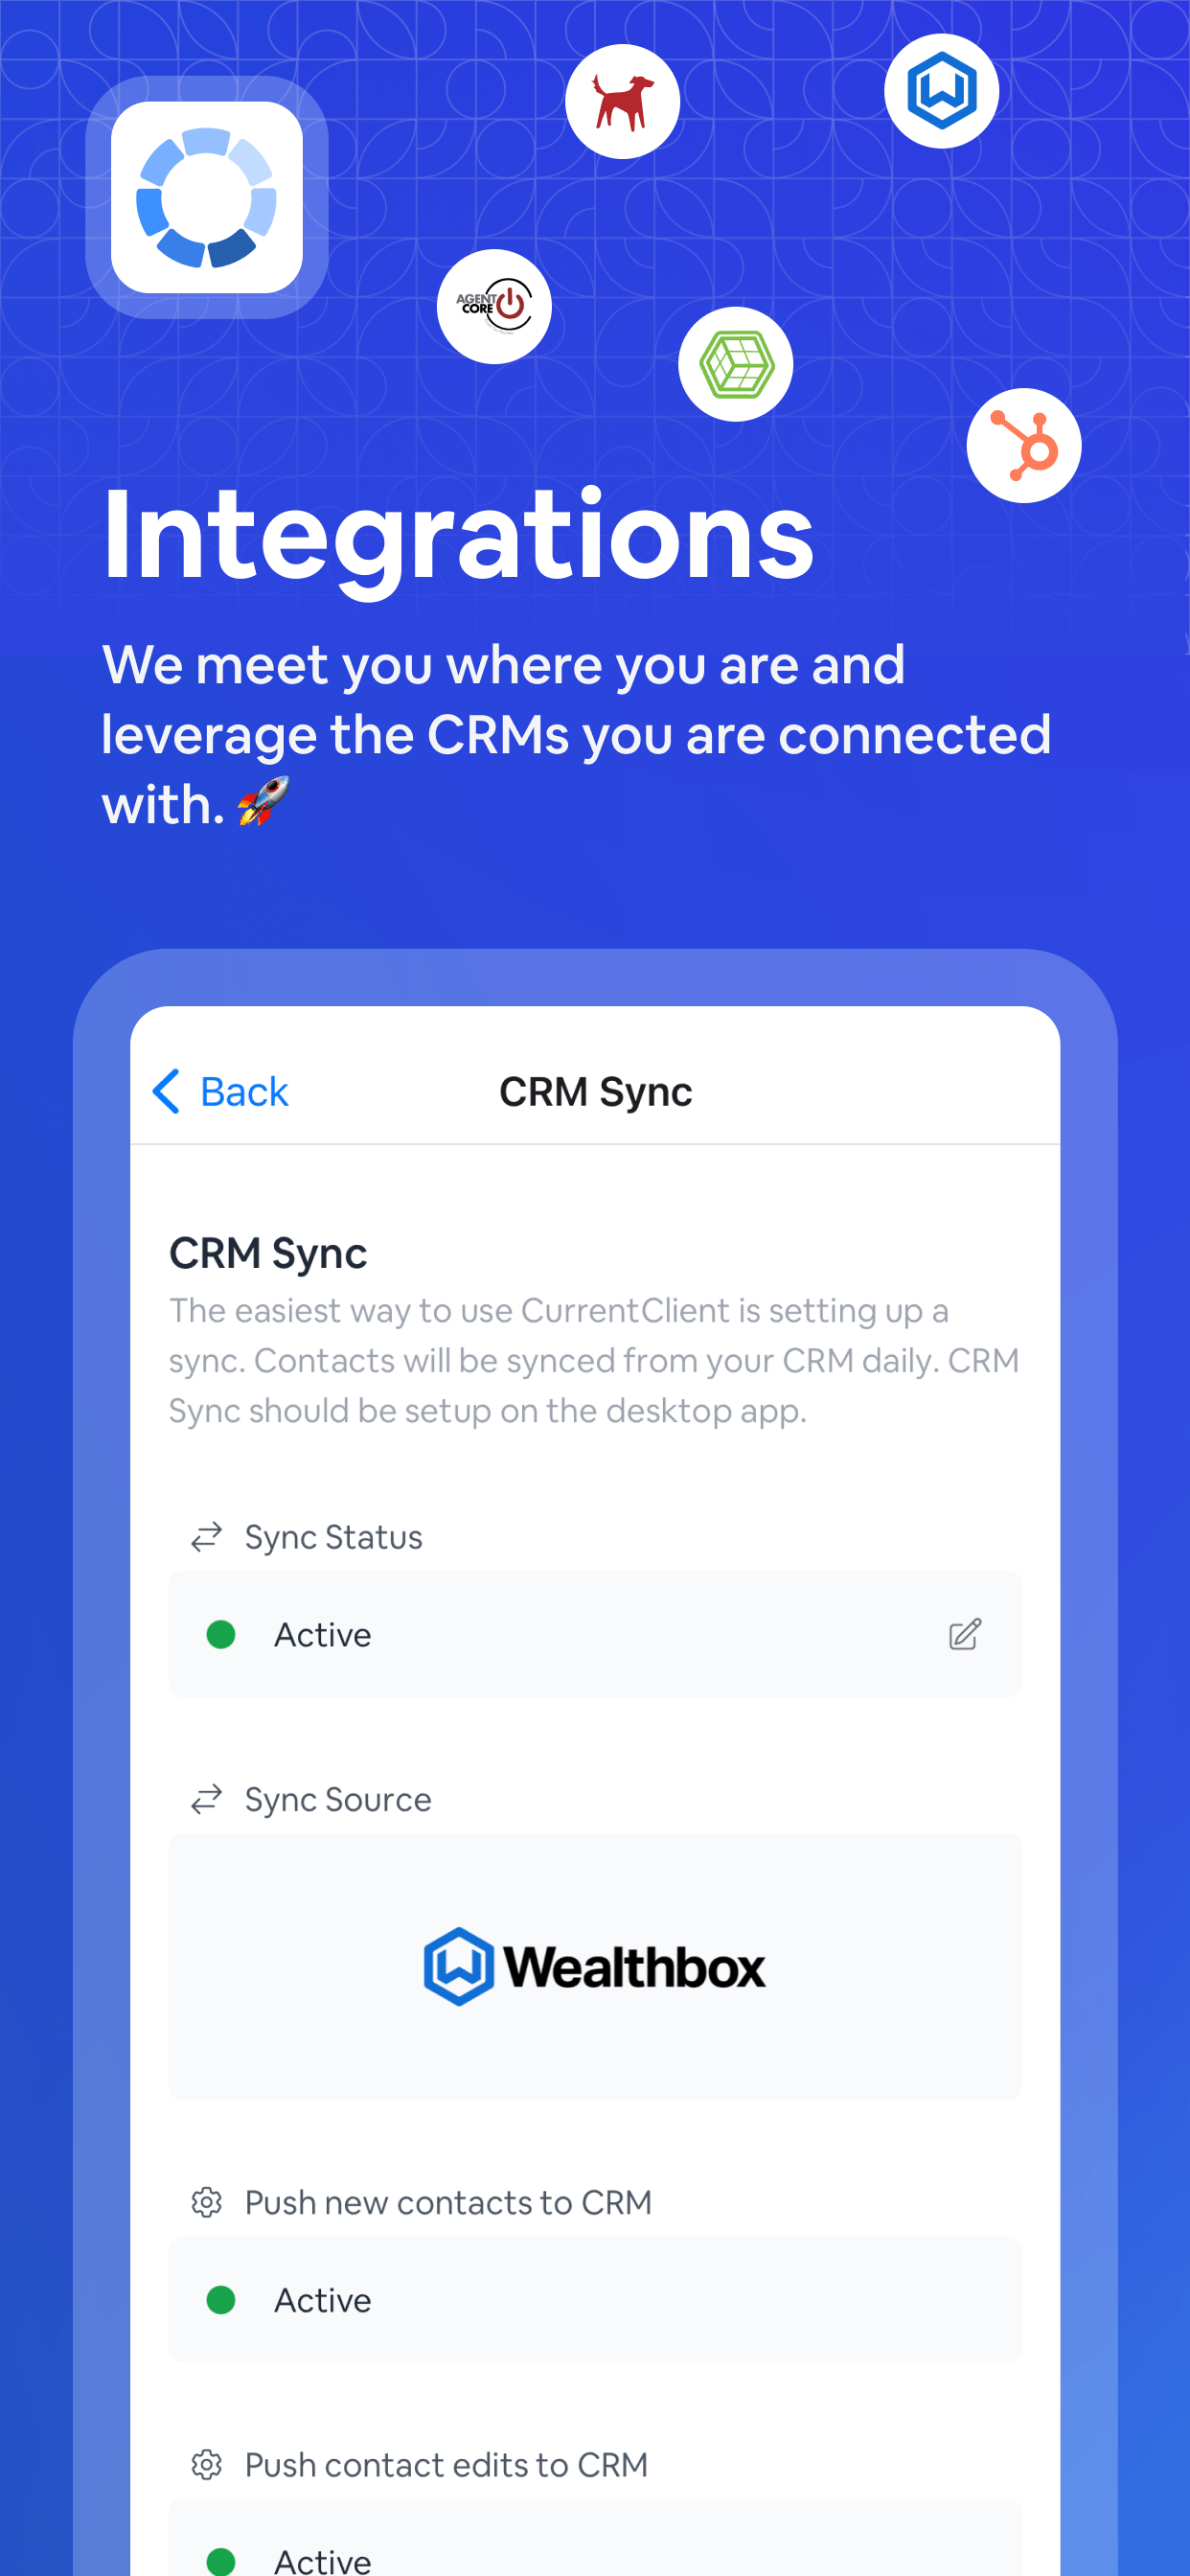 AGENT
CORE
Integrations
We meet you where you are and
leverage the CRMs you are connected
with. 🚀
Back
CRM Sync
CRM Sync
The easiest way to use CurrentClient is setting up a
sync. Contacts will be synced from your CRM daily. CRM
Sync should be setup on the desktop app.
Sync Status
Active
Sync Source
Wealthbox
Push new contacts to CRM
Active
Push contact edits to CRM
Active